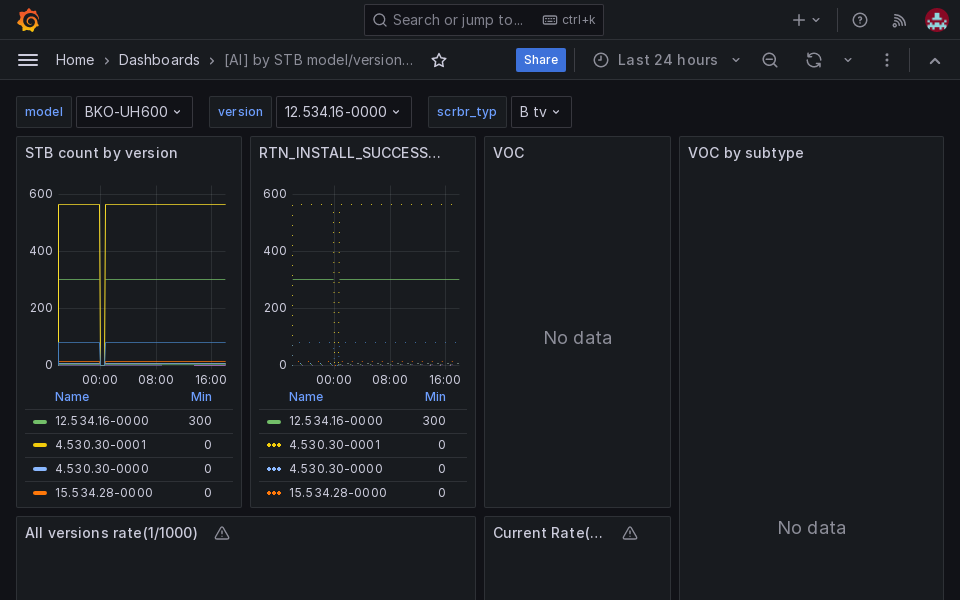 Search or jump to...
ctrl+k
Home
Dashboards
[AI] by STB model/version...
Share
Last 24 hours
model
BKO-UH600
version
12.534.16-0000
scrbr_typ
B tv
STB count by version
600
400
200
0
00:00
08:00
16:00
Name
Min
12.534.16-0000
300
4.530.30-0001
0
4.530.30-0000
0
15.534.28-0000
0
RTN_INSTALL_SUCCESS...
600
400
200
0
00:00
08:00
16:00
Name
Min
12.534.16-0000
300
4.530.30-0001
0
4.530.30-0000
0
15.534.28-0000
0
VOC
No data
VOC by subtype
No data
All versions rate(1/1000)
Current Rate(...